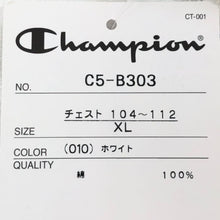 CT-001
Champion
NO. C5-B303
チェスト 104～112
SIZE XL
COLOR (010) ホワイト
QUALITY
綿 100%